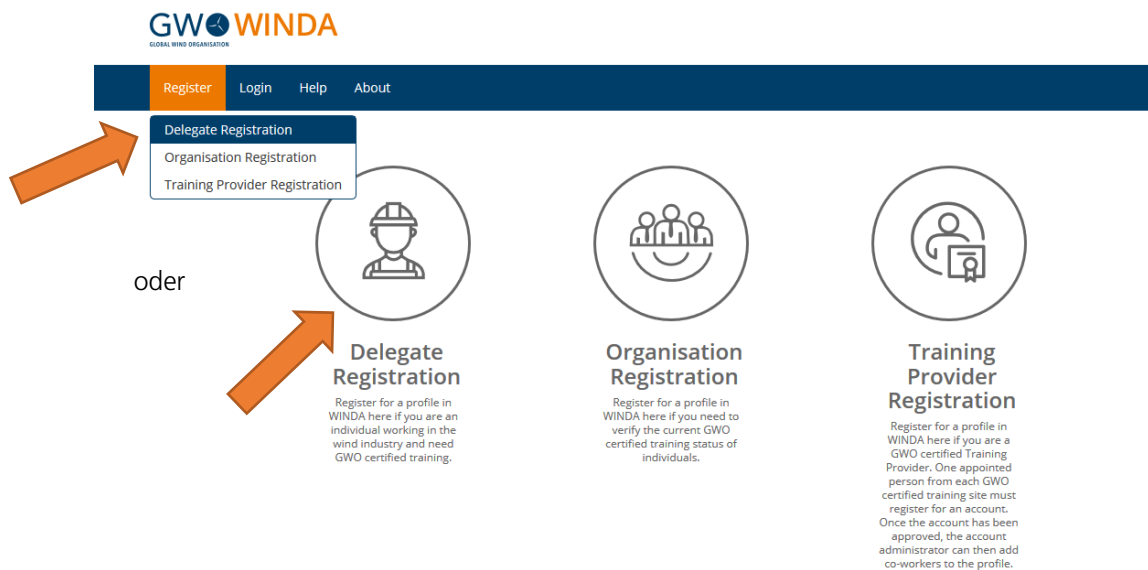 GWO WINDA
GLOBAL WIND ORGANISATION
Register Login Help About
Delegate Registration
Organisation Registration
Training Provider Registration
oder
Delegate
Registration
Register for a profile in
WINDA here if you are an
individual working in the
wind industry and need
GWO certified training.
Organisation
Registration
Register for a profile in
WINDA here if you need to
verify the current GWO
certified training status of
individuals.
Training
Provider
Registration
Register for a profile in
WINDA here if you are a
GWO certified Training
Provider. One appointed
person from each GWO
certified training site must
register for an account.
Once the account has been
approved, the account
administrator can then add
co-workers to the profile.